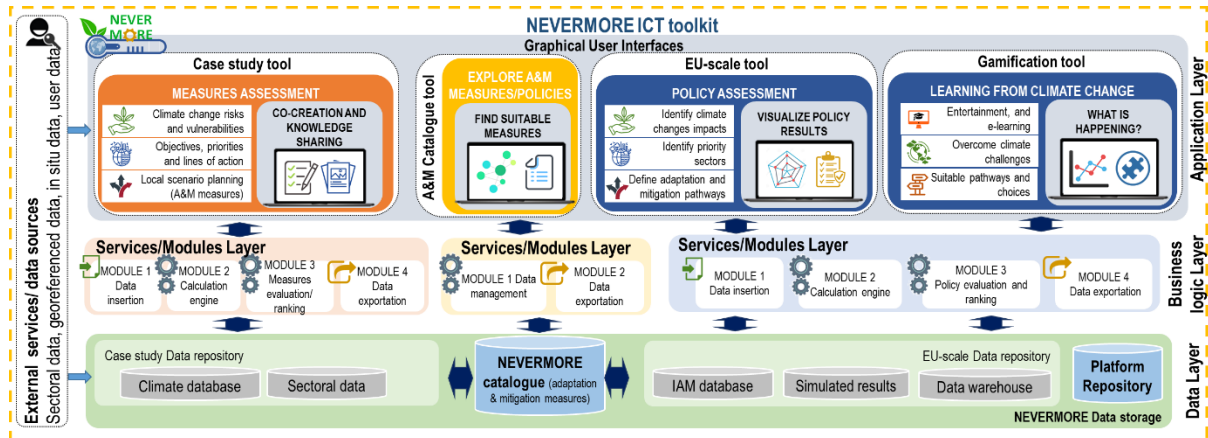 NEVER
MORE
NEVERMORE ICT toolkit
Graphical User Interfaces
External services/ data sources
Sectoral data, georeferenced data, in situ data, user data,
Case study tool
MEASURES ASSESSMENT
Climate change risks
and vulnerabilities
Objectives, priorities
and lines of action
Local scenario planning
(A&M measures)
CO-CREATION AND
KNOWLEDGE
SHARING
A&M Catalogue tool
EXPLORE A&M
MEASURES/POLICIES
FIND SUITABLE
MEASURES
EU-scale tool
POLICY ASSESSMENT
Identify climate
changes impacts
Identify priority
sectors
Define adaptation and
mitigation pathways
VISUALIZE POLICY
RESULTS
Gamification tool
LEARNING FROM CLIMATE CHANGE
Entertainment, and
e-learning
Overcome climate
challenges
Suitable pathways and
choices
WHAT IS
HAPPENING?
Application Layer
Services/Modules Layer
MODULE 1
Data
insertion
MODULE 2
Calculation
engine
MODULE 3
Measures
evaluation/
ranking
MODULE 4
Data
exportation
Services/Modules Layer
MODULE 1 Data
management
MODULE 2
Data
exportation
Services/Modules Layer
MODULE 1
Data insertion
MODULE 2
Calculation engine
MODULE 3
Policy evaluation and
ranking
MODULE 4
Data exportation
Business
logic Layer
Case study Data repository
Climate database
Sectoral data
NEVERMORE
catalogue (adaptation
& mitigation measures)
EU-scale Data repository
IAM database
Simulated results
Data warehouse
Platform
Repository
NEVERMORE Data storage
Data Layer